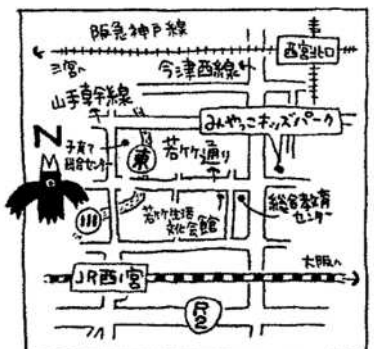 阪急神戸線
西宮北口
三宮へ
今津西線
山手幹線
みやっこキッズパーク
N
子育て
総合センター
東
若竹通り
川
若竹生活
文化会館
総合教育
センター
大阪へ
JR西ノ宮
R
2